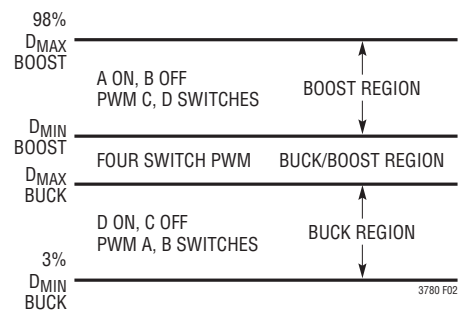 98%
DMAX
BOOST
A ON, B OFF
PWM C, D SWITCHES
BOOST REGION
DMIN
BOOST
FOUR SWITCH PWM
BUCK/BOOST REGION
DMAX
BUCK
D ON, C OFF
PWM A, B SWITCHES
BUCK REGION
3%
DMIN
BUCK
3780 F02